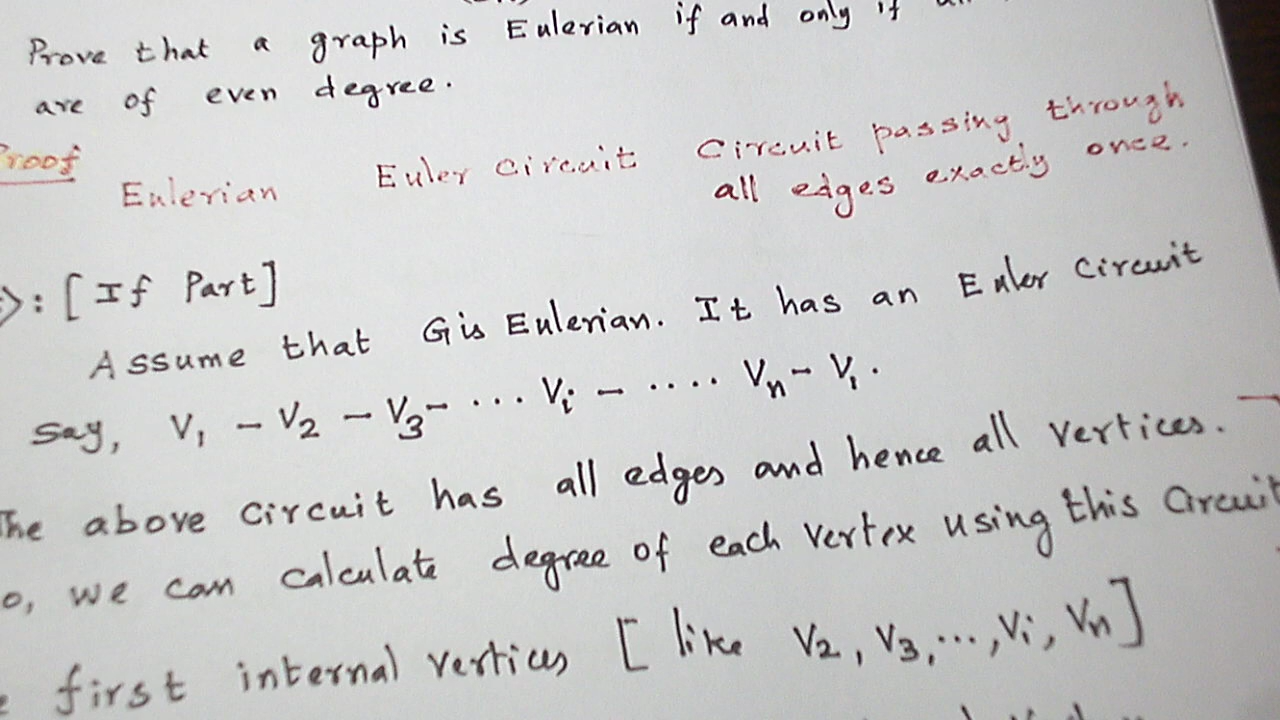 Prove that a graph is Eulerian if and only if
are of even degree.
Proof
Eulerian Euler Circuit Circuit passing through
all edges exactly once.
: [If Part]
Assume that G is Eulerian. It has an Euler Circuit
say, V1 - V2 - V3 - ... Vi - .... Vn - V1.
The above circuit has all edges and hence all vertices.
we can calculate degree of each vertex using this Circuit
first internal vertices [ like V2, V3, ..., Vi, Vn]